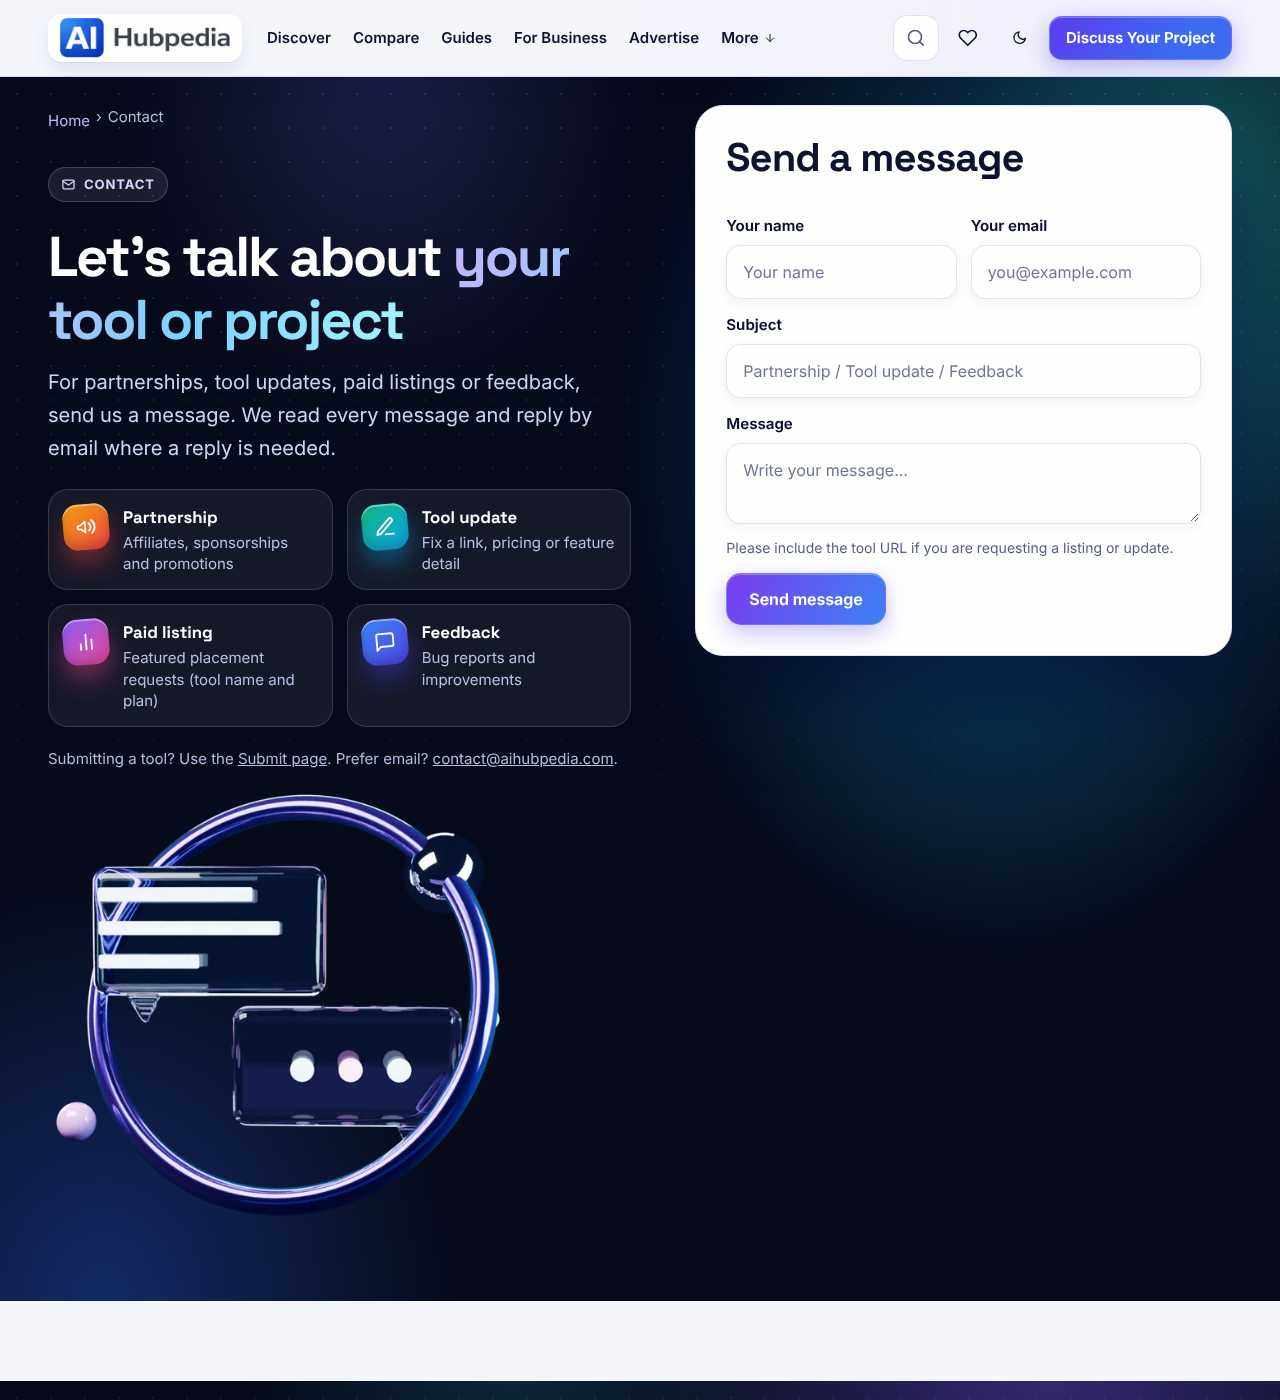 AI Hubpedia
Discover
Compare
Guides
For Business
Advertise
More
Discuss Your Project
Home › Contact
CONTACT
Let’s talk about your
tool or project
For partnerships, tool updates, paid listings or feedback,
send us a message. We read every message and reply by
email where a reply is needed.
Partnership
Affiliates, sponsorships
and promotions
Tool update
Fix a link, pricing or feature
detail
Paid listing
Featured placement
requests (tool name and
plan)
Feedback
Bug reports and
improvements
Submitting a tool? Use the Submit page. Prefer email? contact@aihubpedia.com.
Send a message
Your name
Your name
Your email
you@example.com
Subject
Partnership / Tool update / Feedback
Message
Write your message...
Please include the tool URL if you are requesting a listing or update.
Send message